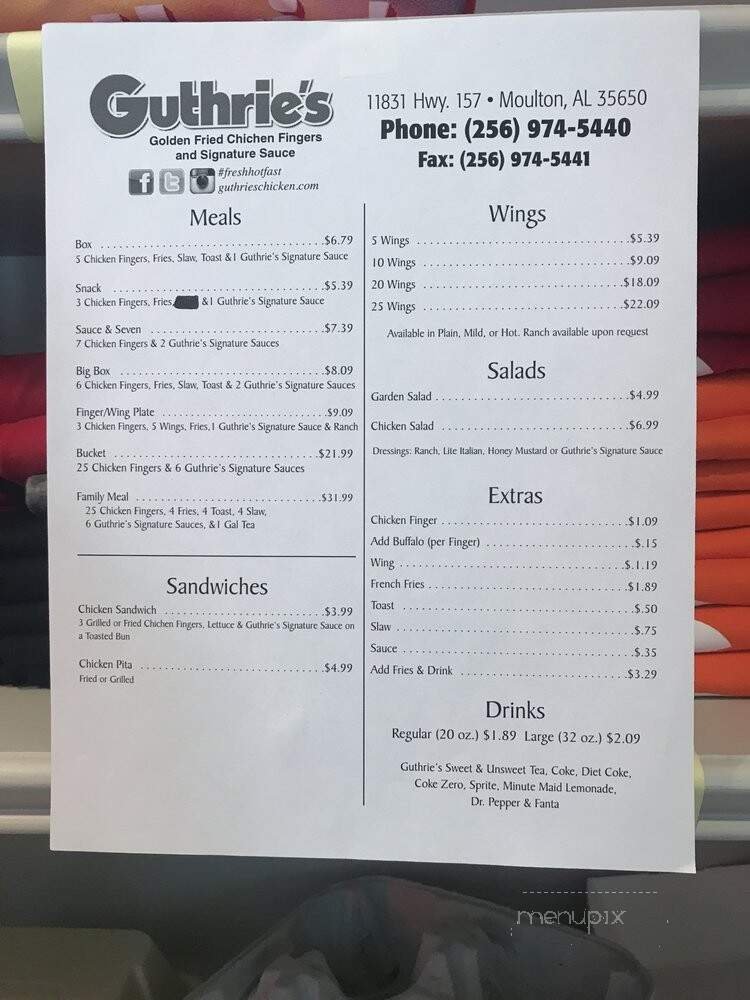 Guthrie's
Golden Fried Chichen Fingers
and Signature Sauce
#freshhotfast
guthrieschicken.com
11831 Hwy. 157 • Moulton, AL 35650
Phone: (256) 974-5440
Fax: (256) 974-5441
Meals
Box ....................................$6.79
5 Chicken Fingers, Fries, Slaw, Toast &1 Guthrie's Signature Sauce
Snack ..................................$5.39
3 Chicken Fingers, Fries, &1 Guthrie's Signature Sauce
Sauce & Seven ............................$7.39
7 Chicken Fingers & 2 Guthrie's Signature Sauces
Big Box .................................$8.09
6 Chicken Fingers, Fries, Slaw, Toast & 2 Guthrie's Signature Sauces
Finger/Wing Plate ...........................$9.09
3 Chicken Fingers, 5 Wings, Fries,1 Guthrie's Signature Sauce & Ranch
Bucket ..................................$21.99
25 Chicken Fingers & 6 Guthrie's Signature Sauces
Family Meal ..............................$31.99
25 Chicken Fingers, 4 Fries, 4 Toast, 4 Slaw,
6 Guthrie's Signature Sauces, &1 Gal Tea
Sandwiches
Chicken Sandwich ..........................$3.99
3 Grilled or Fried Chicken Fingers, Lettuce & Guthrie's Signature Sauce on
a Toasted Bun
Chicken Pita ..............................$4.99
Fried or Grilled
Wings
5 Wings ..................................$5.39
10 Wings .................................$9.09
20 Wings ................................$18.09
25 Wings ................................$22.09
Available in Plain, Mild, or Hot. Ranch available upon request
Salads
Garden Salad ..............................$4.99
Chicken Salad .............................$6.99
Dressings: Ranch, Lite Italian, Honey Mustard or Guthrie's Signature Sauce
Extras
Chicken Finger .............................$1.09
Add Buffalo (per Finger) ........................$.15
Wing ....................................$.1.19
French Fries ...............................$1.89
Toast .....................................$.50
Slaw ......................................$.75
Sauce .....................................$.35
Add Fries & Drink ...........................$3.29
Drinks
Regular (20 oz.) $1.89 Large (32 oz.) $2.09
Guthrie's Sweet & Unsweet Tea, Coke, Diet Coke,
Coke Zero, Sprite, Minute Maid Lemonade,
Dr. Pepper & Fanta
menupix